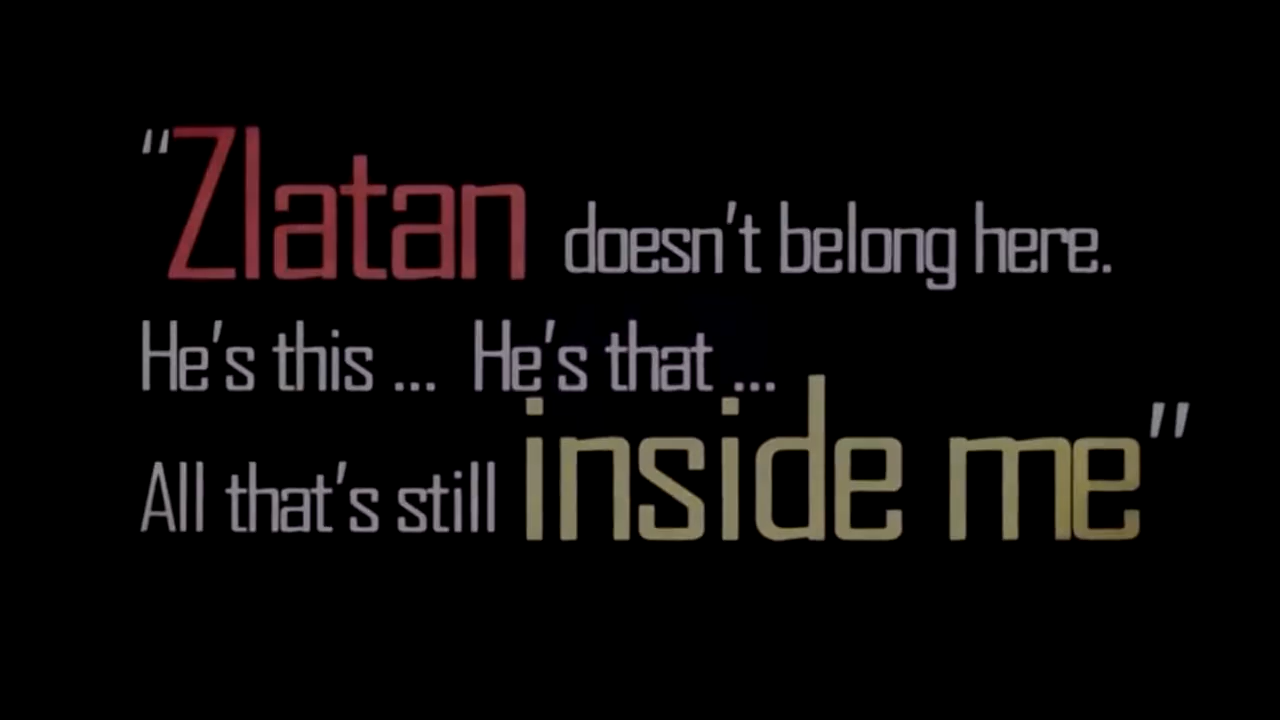 “Zlatan doesn't belong here.
He's this ... He's that ...
All that's still inside me”